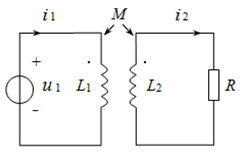 i1 M i2
+
u1 L1 L2 R
-